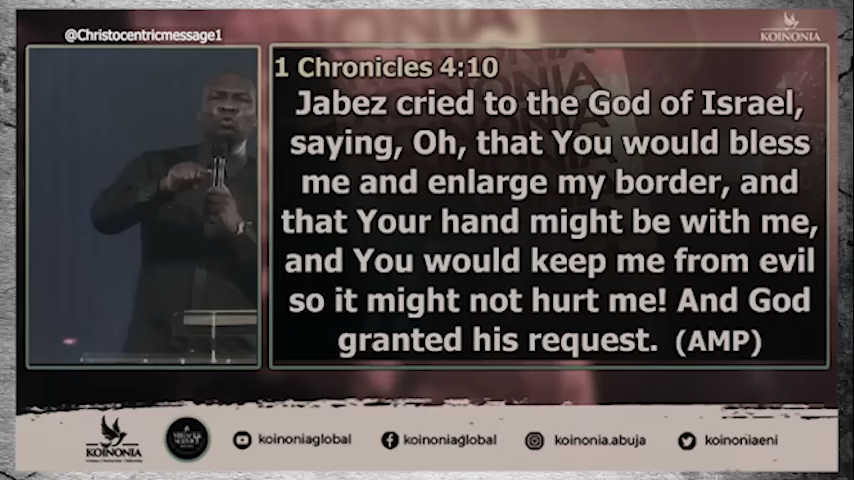 @Christocentricmessage1
KOINONIA
1 Chronicles 4:10
Jabez cried to the God of Israel,
saying, Oh, that You would bless
me and enlarge my border, and
that Your hand might be with me,
and You would keep me from evil
so it might not hurt me! And God
granted his request. (AMP)
KOINONIA
koinoniaglobal
koinoniaglobal
koinonia.abuja
koinoniaeni